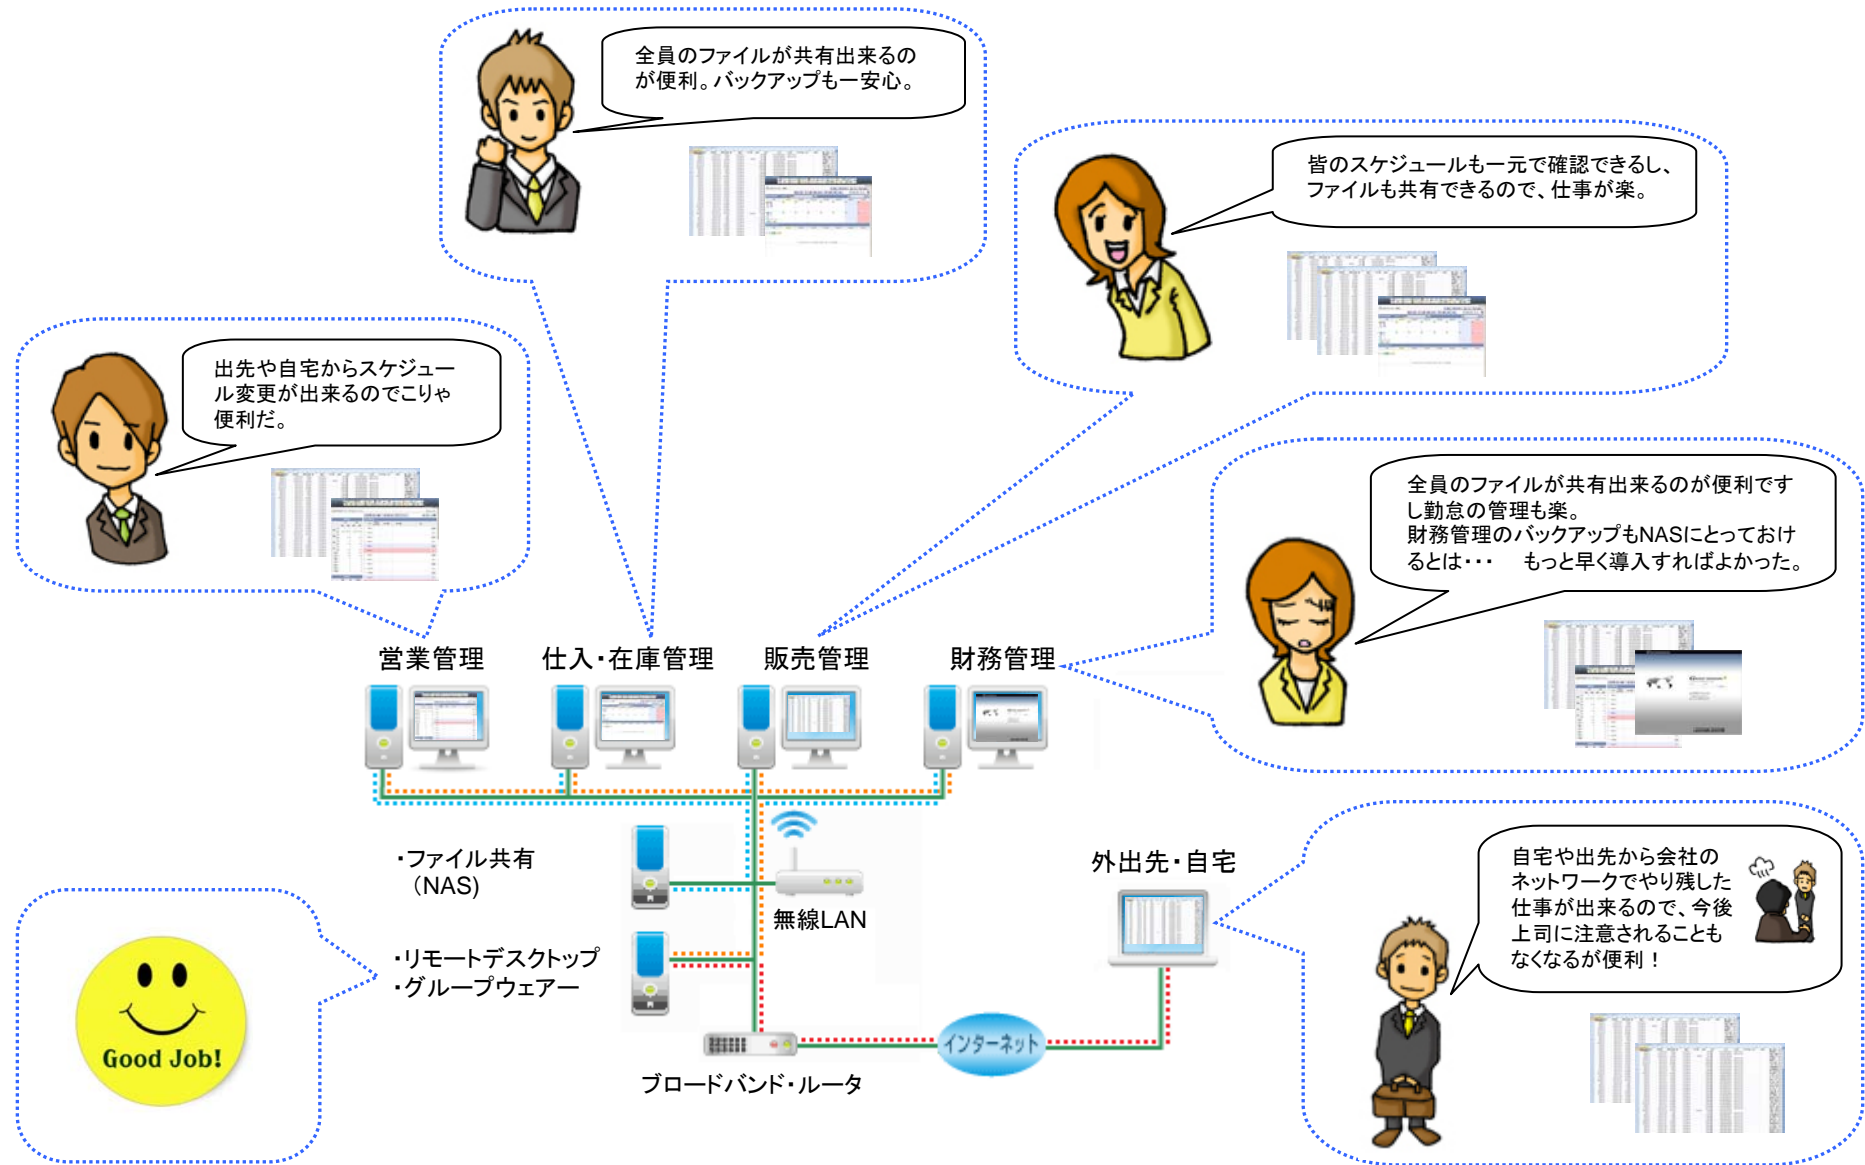 全員のファイルが共有出来るの
が便利。バックアップも一安心。
皆のスケジュールも一元で確認できるし、
ファイルも共有できるので、仕事が楽。
出先や自宅からスケジュー
ル変更が出来るのでこりゃ
便利だ。
全員のファイルが共有出来るのが便利です
し勤怠の管理も楽。
財務管理のバックアップもNASにとっておけ
るとは・・・　もっと早く導入すればよかった。
営業管理
仕入・在庫管理
販売管理
財務管理
・ファイル共有
（NAS)
無線LAN
・リモートデスクトップ
・グループウェアー
外出先・自宅
自宅や出先から会社の
ネットワークでやり残した
仕事が出来るので、今後
上司に注意されることも
なくなるが便利！
Good Job!
インターネット
ブロードバンド・ルータ